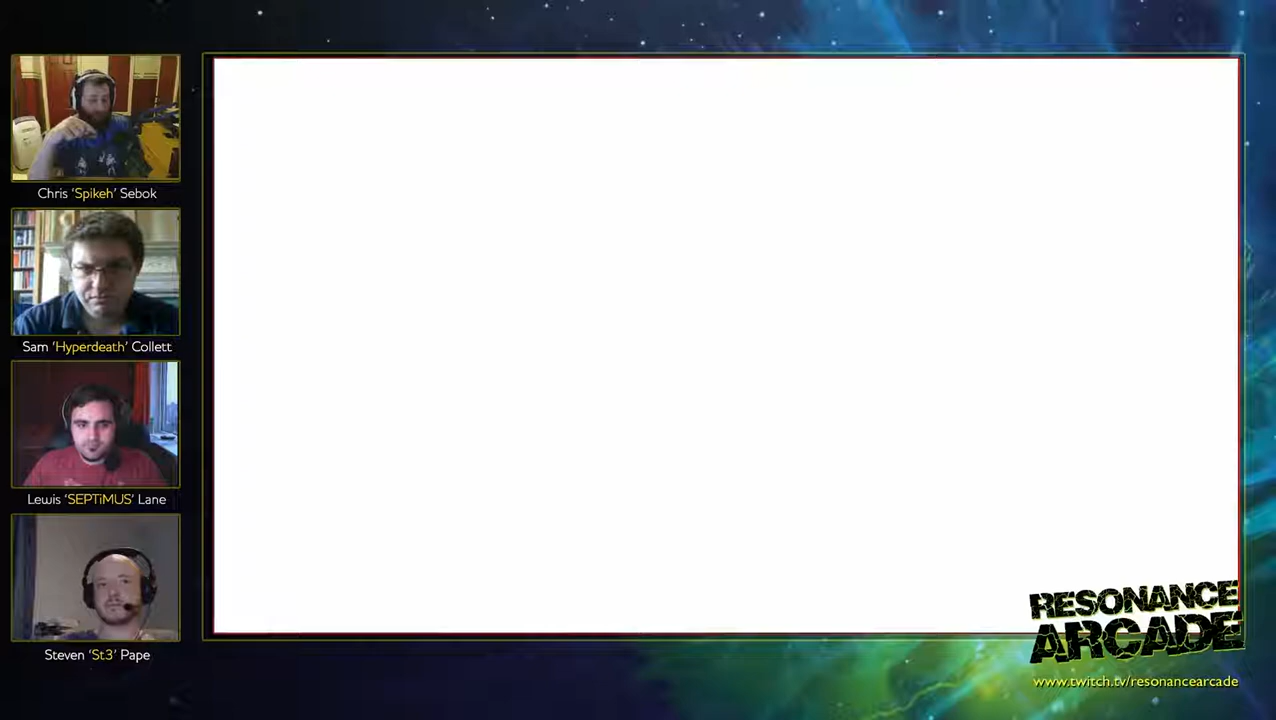 Chris 'Spikeh' Sebok
Sam 'Hyperdeath' Collett
Lewis 'SEPTiMUS' Lane
Steven 'St3' Pape
RESONANCE
ARCADE
www.twitch.tv/resonancearcade